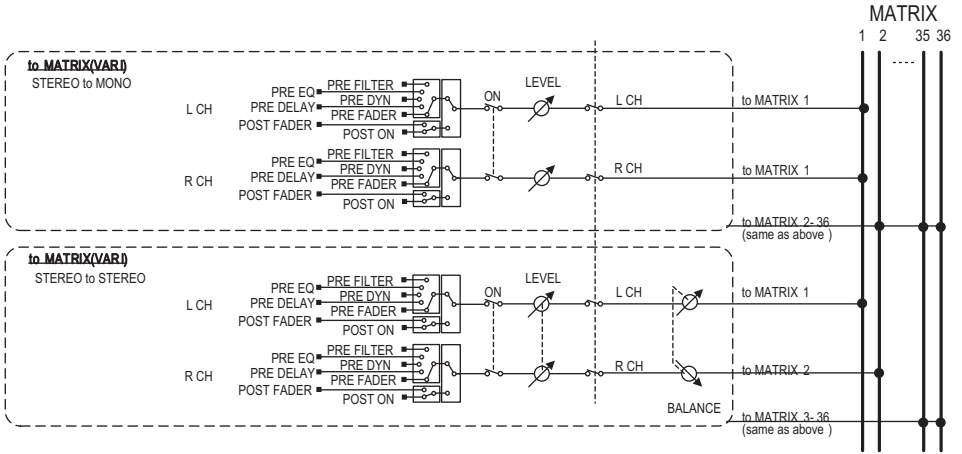 MATRIX
1 2 ----- 35 36
to MATRIX(VARI)
STEREO to MONO
L CH
PRE FILTER
PRE EQ
PRE DYN
PRE DELAY
PRE FADER
POST FADER
POST ON
ON
LEVEL
L CH
to MATRIX 1
R CH
PRE FILTER
PRE EQ
PRE DYN
PRE DELAY
PRE FADER
POST FADER
POST ON
R CH
to MATRIX 1
to MATRIX 2-36
(same as above )
to MATRIX(VARI)
STEREO to STEREO
L CH
PRE FILTER
PRE EQ
PRE DYN
PRE DELAY
PRE FADER
POST FADER
POST ON
ON
LEVEL
L CH
to MATRIX 1
R CH
PRE FILTER
PRE EQ
PRE DYN
PRE DELAY
PRE FADER
POST FADER
POST ON
R CH
to MATRIX 2
BALANCE
to MATRIX 3-36
(same as above )